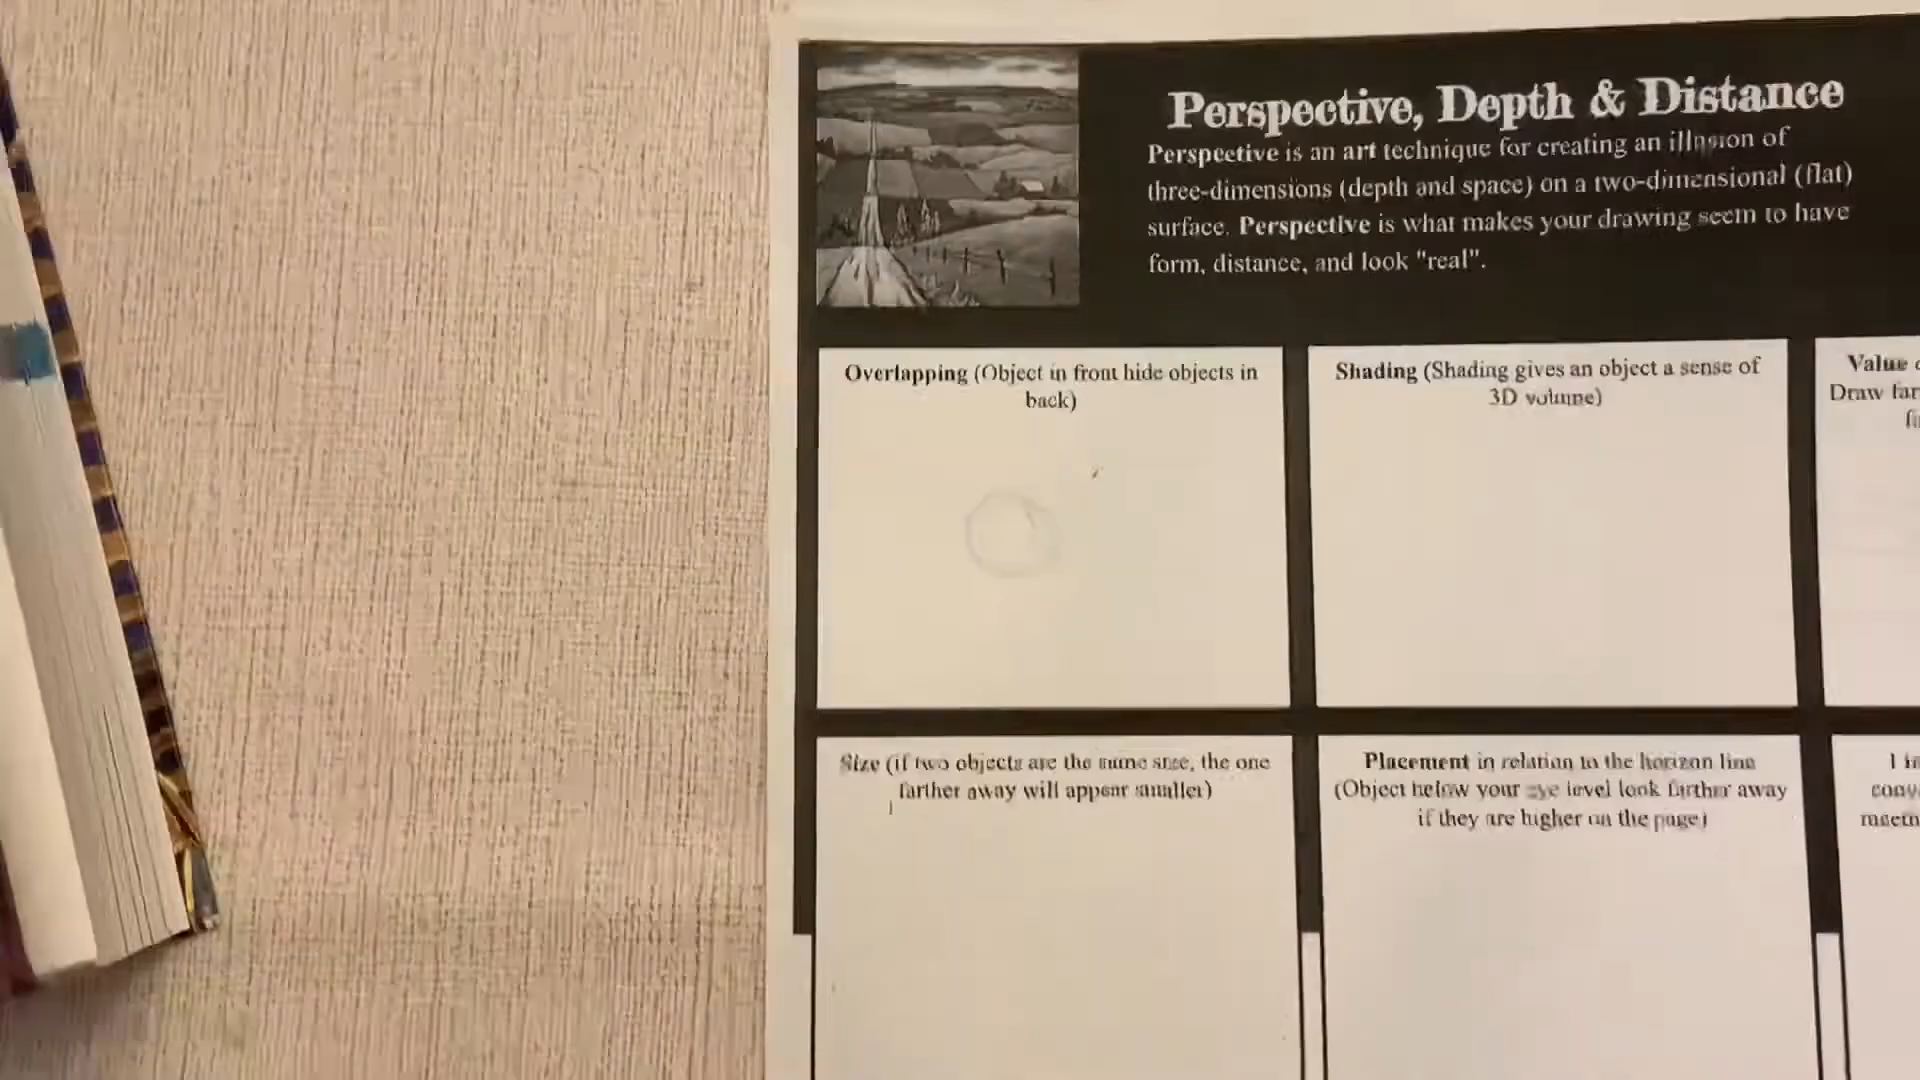 Perspective, Depth & Distance
Perspective is an art technique for creating an illusion of
three-dimensions (depth and space) on a two-dimensional (flat)
surface. Perspective is what makes your drawing seem to have
form, distance, and look "real".
Overlapping (Object in front hide objects in
back)
Shading (Shading gives an object a sense of
3D volume)
Value
Draw far
Size (if two objects are the same size, the one
farther away will appear smaller)
Placement in relation to the horizon line
(Object below your eye level look farther away
if they are higher on the page)